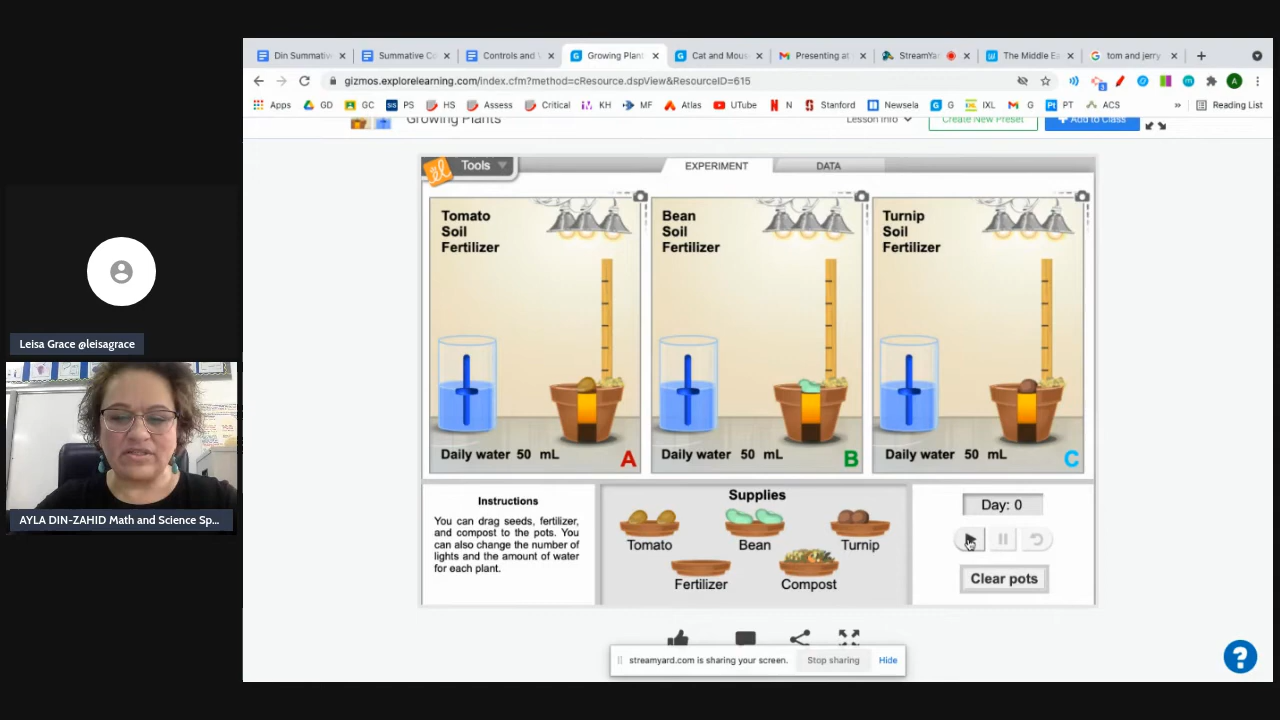 Din Summativ
Summative Co
Controls and V
Growing Plant
Cat and Mous
Presenting at
StreamYar
The Middle Ea
tom and jerry
gizmos.explorelearning.com/index.cfm?method=cResource.dspView&ResourceID=615
Apps
GD
GC
PS
HS
Assess
Critical
KH
MF
Atlas
UTube
N
Stanford
Newsela
G
IXL
G
PT
ACS
»
Reading List
Growing Plants
Lesson Info
Create New Preset
+ Add to Class
Tools
EXPERIMENT
DATA
Tomato
Soil
Fertilizer
Daily water 50 mL
A
Bean
Soil
Fertilizer
Daily water 50 mL
B
Turnip
Soil
Fertilizer
Daily water 50 mL
C
Instructions
You can drag seeds, fertilizer,
and compost to the pots. You
can also change the number of
lights and the amount of water
for each plant.
Supplies
Tomato
Bean
Turnip
Fertilizer
Compost
Day: 0
Clear pots
streamyard.com is sharing your screen.
Stop sharing
Hide
?
Leisa Grace @leisagrace
AYLA DIN-ZAHID Math and Science Sp...